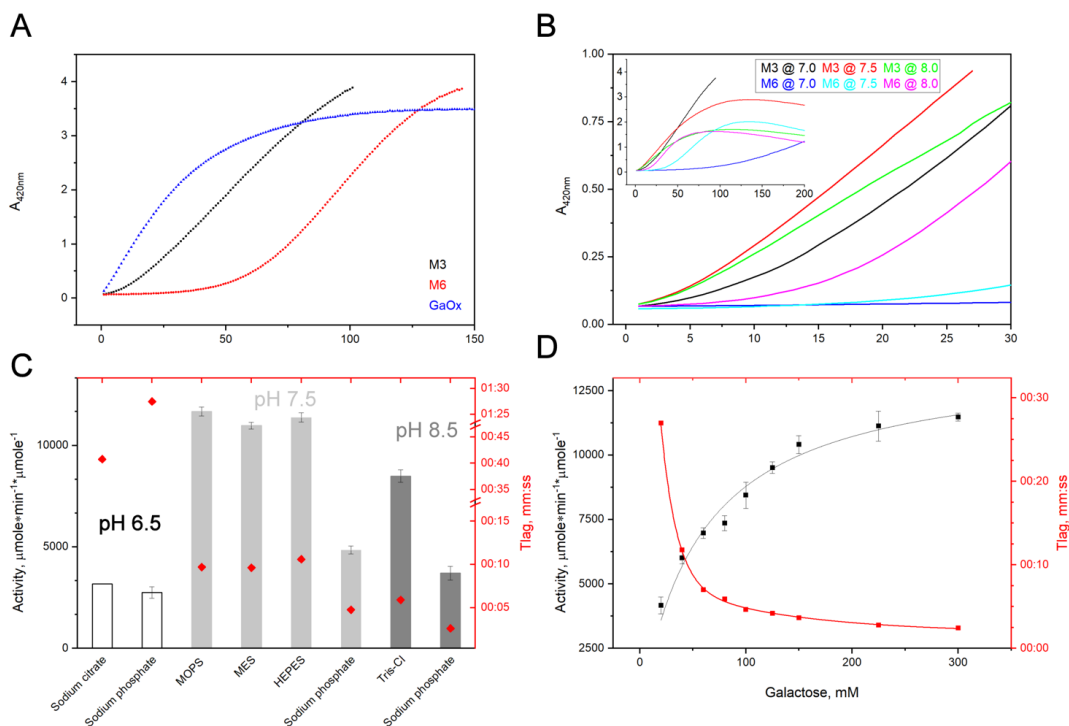 A
A420nm
4
3
2
1
0
0 50 100 150
M3
M6
GaOx
B
A420nm
1.00
0.75
0.50
0.25
0.00
0 5 10 15 20 25 30
M3 @ 7.0 M3 @ 7.5 M3 @ 8.0
M6 @ 7.0 M6 @ 7.5 M6 @ 8.0
4
3
2
1
0
0 50 100 150 200
C
Activity, µmole*min-1*µmole-1
10000
5000
0
pH 7.5
pH 8.5
pH 6.5
01:30
01:25
00:45
00:40
00:35
00:15
00:10
00:05
Tlag, mm:ss
Sodium citrate
Sodium phosphate
MOPS
MES
HEPES
Sodium phosphate
Tris-Cl
Sodium phosphate
D
Activity, µmole*min-1*µmole-1
12500
10000
7500
5000
2500
00:30
00:20
00:10
00:00
Tlag, mm:ss
0 100 200 300
Galactose, mM